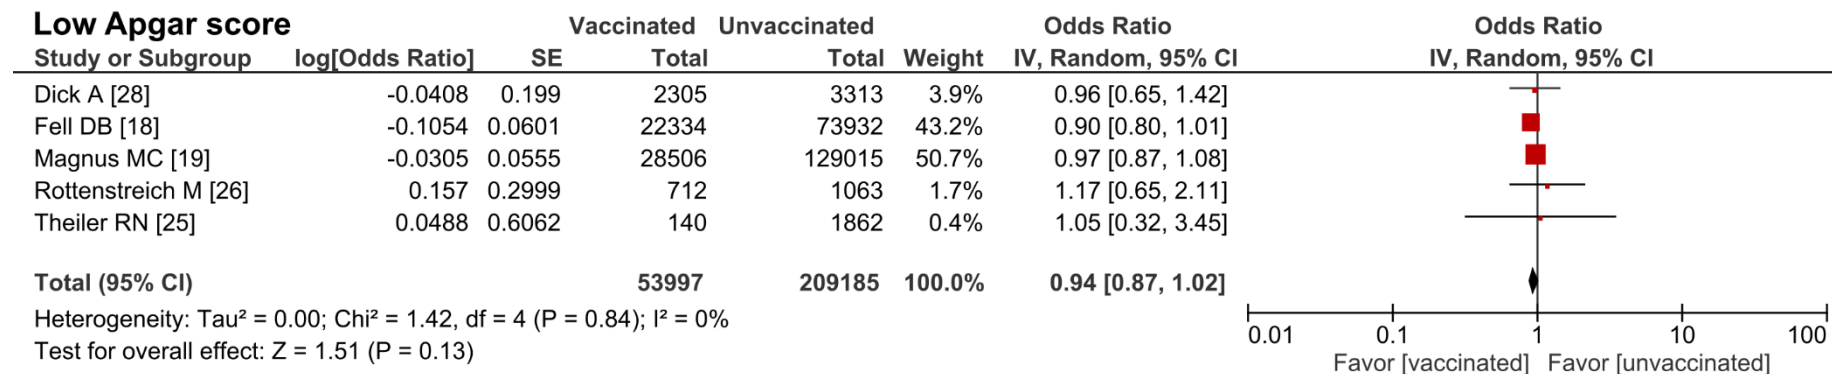 Low Apgar score Vaccinated Unvaccinated Odds Ratio Odds Ratio
Study or Subgroup log[Odds Ratio] SE Total Total Weight IV, Random, 95% CI IV, Random, 95% CI
Dick A [28] -0.0408 0.199 2305 3313 3.9% 0.96 [0.65, 1.42]
Fell DB [18] -0.1054 0.0601 22334 73932 43.2% 0.90 [0.80, 1.01]
Magnus MC [19] -0.0305 0.0555 28506 129015 50.7% 0.97 [0.87, 1.08]
Rottenstreich M [26] 0.157 0.2999 712 1063 1.7% 1.17 [0.65, 2.11]
Theiler RN [25] 0.0488 0.6062 140 1862 0.4% 1.05 [0.32, 3.45]
Total (95% CI) 53997 209185 100.0% 0.94 [0.87, 1.02]
Heterogeneity: Tau² = 0.00; Chi² = 1.42, df = 4 (P = 0.84); I² = 0%
Test for overall effect: Z = 1.51 (P = 0.13)
0.01 0.1 1 10 100
Favor [vaccinated] Favor [unvaccinated]